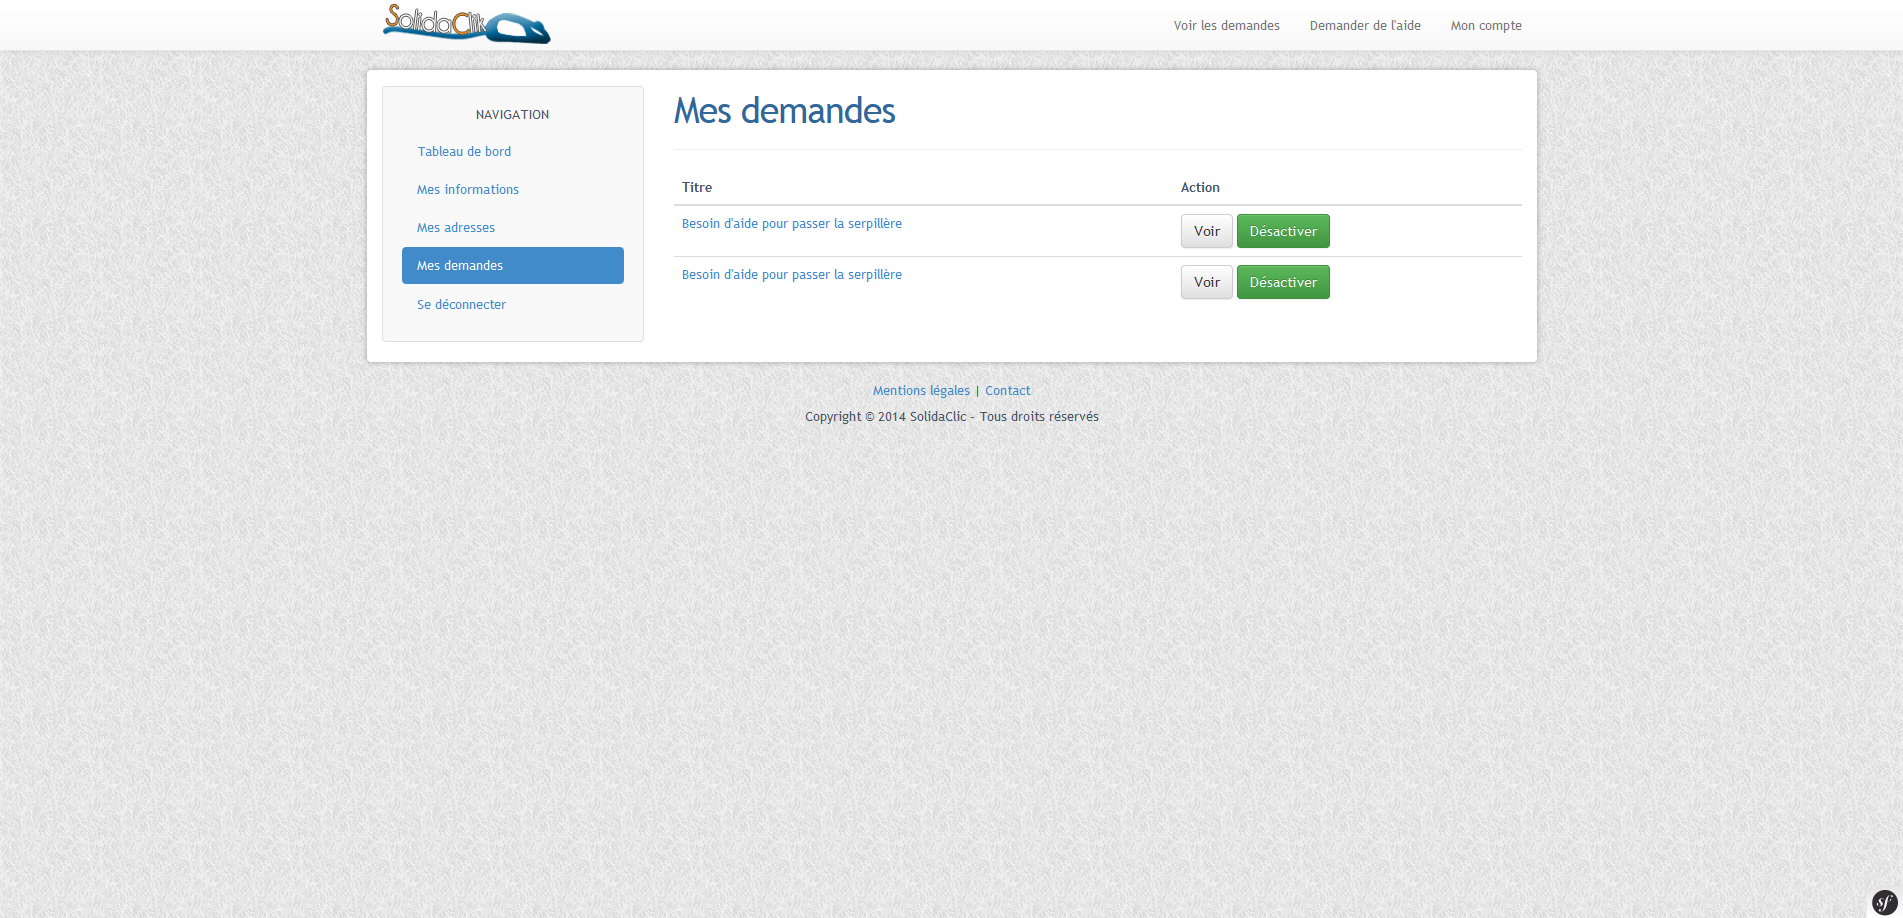 SolidaClik
Voir les demandes Demander de l'aide Mon compte
NAVIGATION
Tableau de bord
Mes informations
Mes adresses
Mes demandes
Se déconnecter
Mes demandes
Titre Action
Besoin d'aide pour passer la serpillère Voir Désactiver
Besoin d'aide pour passer la serpillère Voir Désactiver
Mentions légales | Contact
Copyright © 2014 SolidaClic - Tous droits réservés
sf